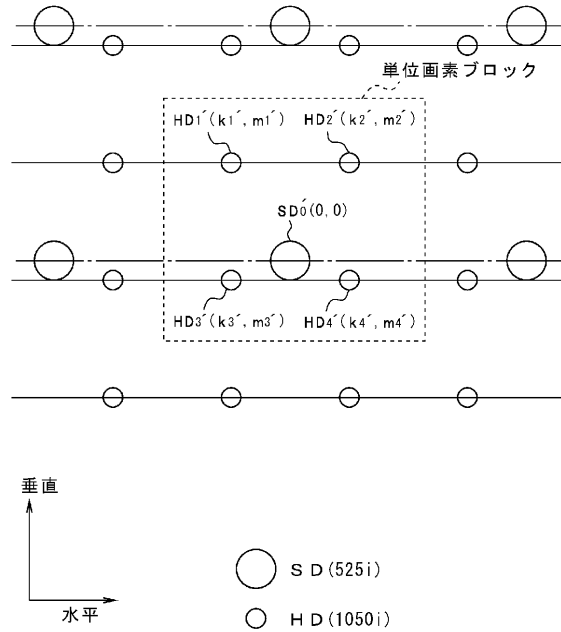 単位画素ブロック
HD1´(k1´, m1´) HD2´(k2´, m2´)
SD0´(0, 0)
HD3´(k3´, m3´) HD4´(k4´, m4´)
垂直
水平
SD(525i)
HD(1050i)